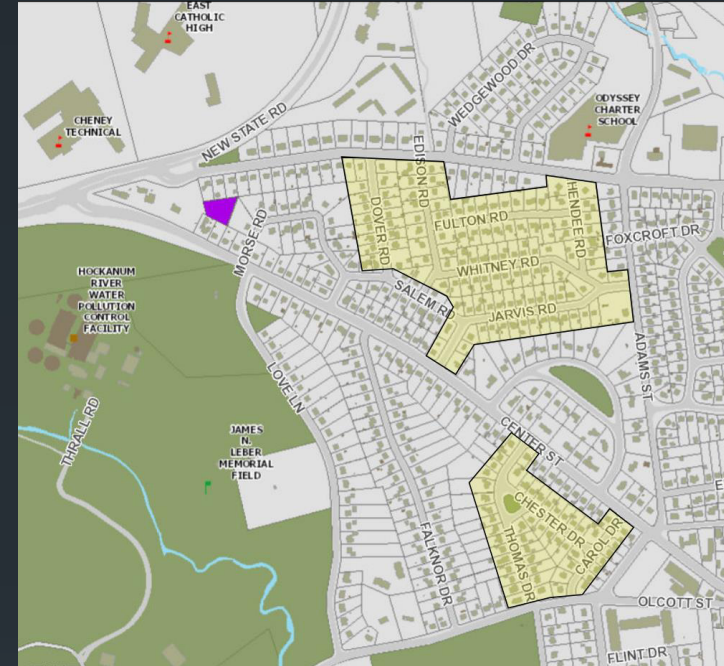 EAST
CATHOLIC
HIGH
CHENEY
TECHNICAL
NEW STATE RD
EDISON RD
WEDGEWOOD DR
ODYSSEY
CHARTER
SCHOOL
DOVER RD
FULTON RD
HENDEE RD
FOXCROFT DR
MORSE RD
WHITNEY RD
HOCKANUM
RIVER
WATER
POLLUTION
CONTROL
FACILITY
SALEM RD
JARVIS RD
ADAMS ST
LOVE LN
THRALL RD
JAMES
N.
LEBER
MEMORIAL
FIELD
CENTER ST
CHESTER DR
CAROL DR
THOMAS DR
FALKNOR DR
E
OLCOTT ST
FLINT DR